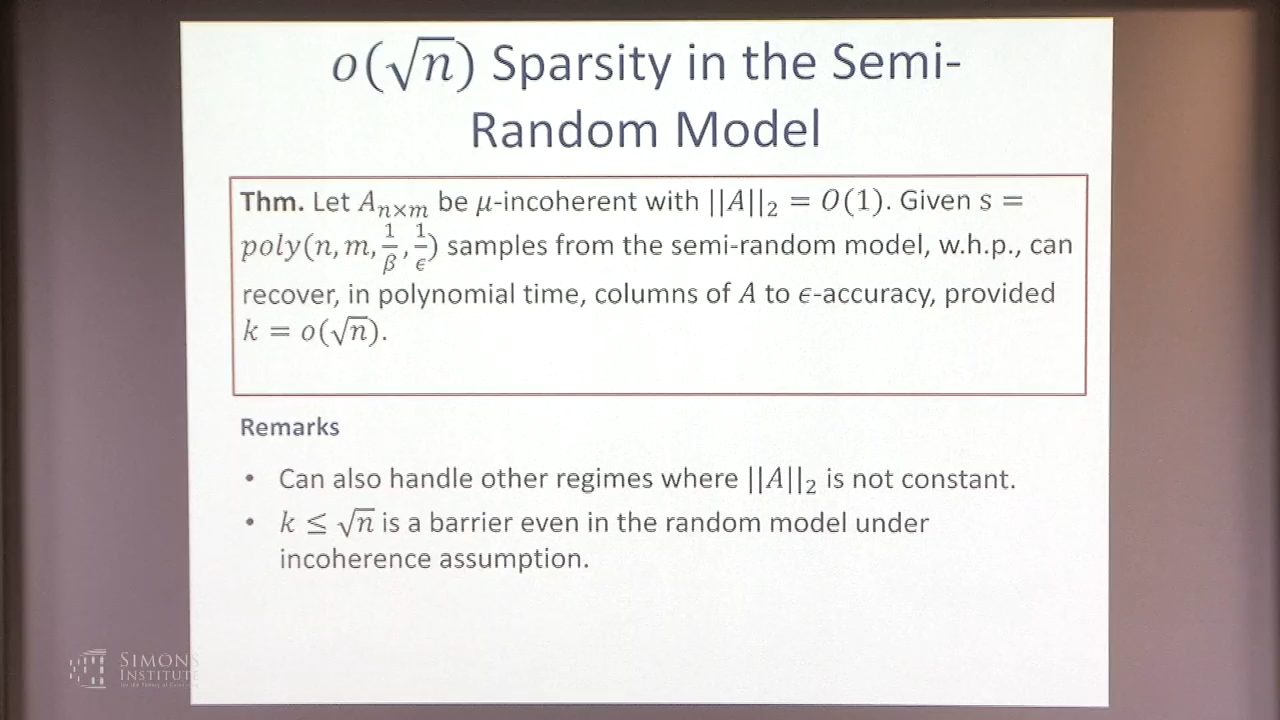 o(√n) Sparsity in the Semi-
Random Model
Thm. Let A_{n×m} be μ-incoherent with ||A||₂ = O(1). Given s =
poly(n, m, 1/β, 1/ϵ) samples from the semi-random model, w.h.p., can
recover, in polynomial time, columns of A to ϵ-accuracy, provided
k = o(√n).
Remarks
• Can also handle other regimes where ||A||₂ is not constant.
• k ≤ √n is a barrier even in the random model under
incoherence assumption.
SIMONS
INSTITUTE